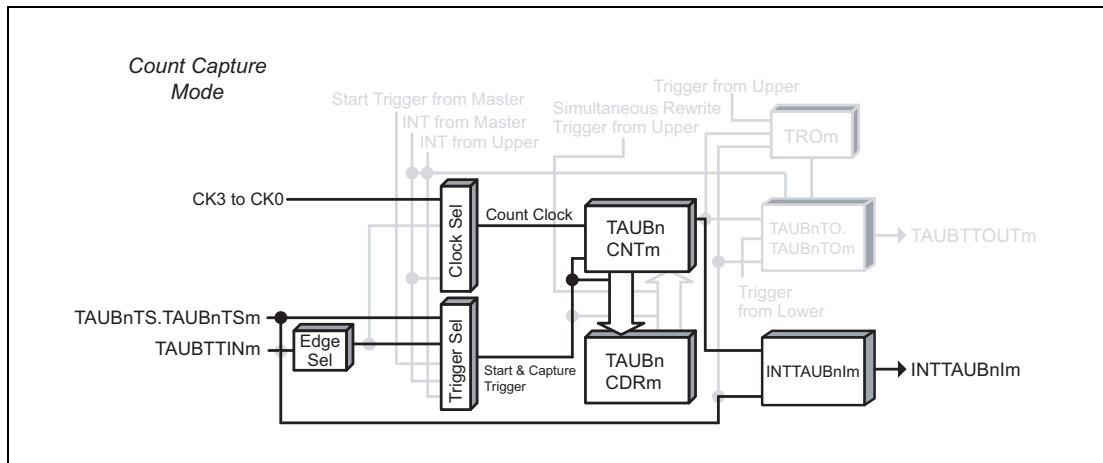 Count Capture
Mode
Start Trigger from Master
INT from Master
INT from Upper
Simultaneous Rewrite
Trigger from Upper
Trigger from Upper
TROm
CK3 to CK0
Clock Sel
Count Clock
TAUBn
CNTm
TAUBnTO.
TAUBnTOm
TAUBTTOUTm
Trigger
from Lower
TAUBnTS.TAUBnTSm
TAUBTTINm
Edge
Sel
Trigger Sel
Start & Capture
Trigger
TAUBn
CDRm
INTTAUBnIm
INTTAUBnIm